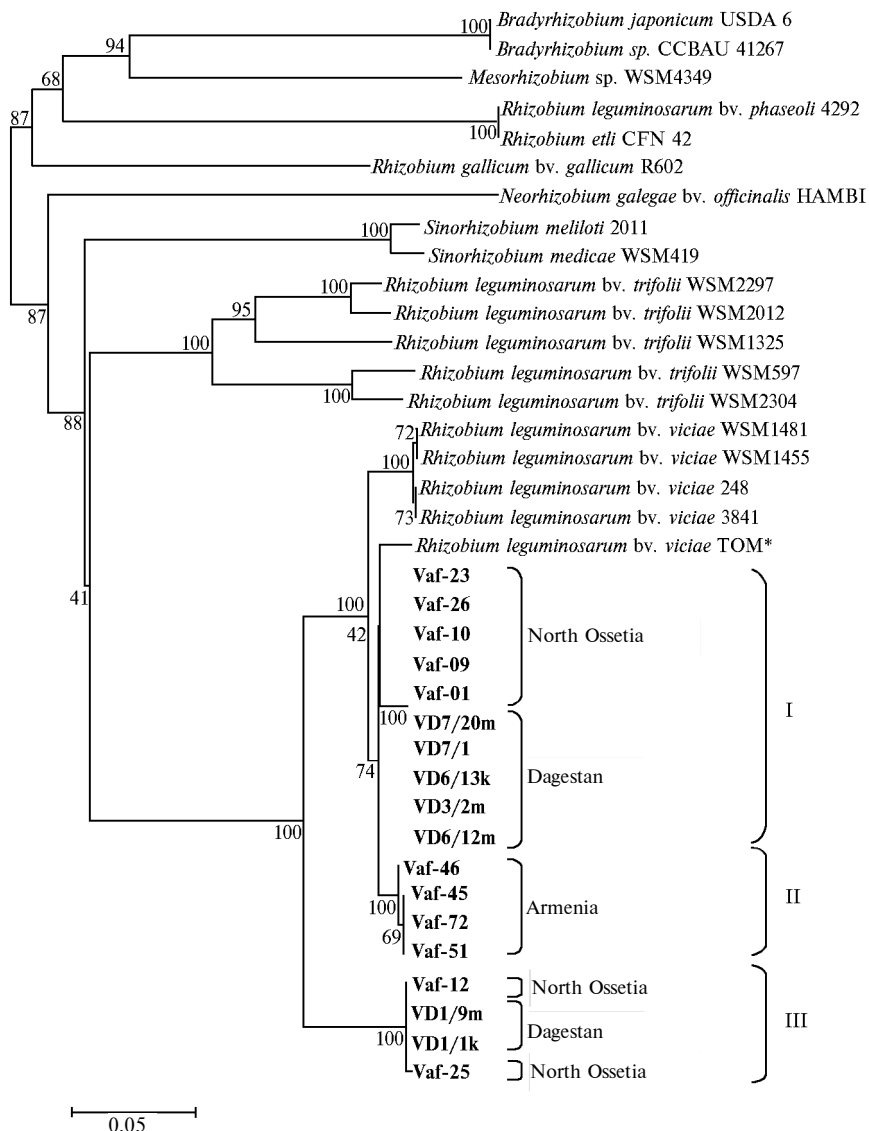 100
Bradyrhizobium japonicum USDA 6
94
Bradyrhizobium sp. CCBAU 41267
68
Mesorhizobium sp. WSM4349
87
Rhizobium leguminosarum bv. phaseoli 4292
100
Rhizobium etli CFN 42
Rhizobium gallicum bv. gallicum R602
Neorhizobium galegae bv. officinalis HAMBI
100
Sinorhizobium meliloti 2011
Sinorhizobium medicae WSM419
87
100
Rhizobium leguminosarum bv. trifolii WSM2297
95
Rhizobium leguminosarum bv. trifolii WSM2012
100
Rhizobium leguminosarum bv. trifolii WSM1325
Rhizobium leguminosarum bv. trifolii WSM597
100
Rhizobium leguminosarum bv. trifolii WSM2304
88
72
Rhizobium leguminosarum bv. viciae WSM1481
100
Rhizobium leguminosarum bv. viciae WSM1455
Rhizobium leguminosarum bv. viciae 248
73
Rhizobium leguminosarum bv. viciae 3841
Rhizobium leguminosarum bv. viciae TOM*
41
100
42
Vaf-23
Vaf-26
Vaf-10
Vaf-09
Vaf-01
North Ossetia
100
VD7/20m
VD7/1
VD6/13k
VD3/2m
VD6/12m
Dagestan
I
74
100
Vaf-46
Vaf-45
Vaf-72
Vaf-51
100
69
Armenia
II
Vaf-12
North Ossetia
VD1/9m
VD1/1k
Dagestan
100
Vaf-25
North Ossetia
III
0.05